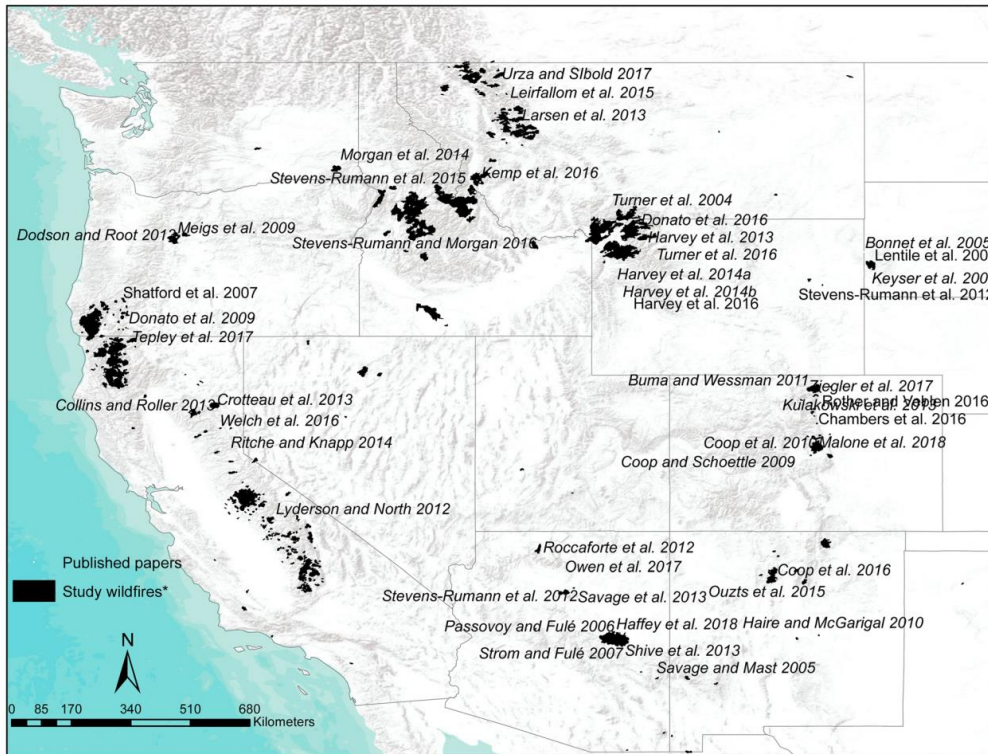 Urza and SIbold 2017
Leirfallom et al. 2015
Larsen et al. 2013
Morgan et al. 2014
Stevens-Rumann et al. 2015
Kemp et al. 2016
Turner et al. 2004
Donato et al. 2016
Dodson and Root 2013
Meigs et al. 2009
Stevens-Rumann and Morgan 2016
Harvey et al. 2013
Turner et al. 2016
Bonnet et al. 2005
Lentile et al. 200
Harvey et al. 2014a
Keyser et al. 200
Harvey et al. 2014b
Stevens-Rumann et al. 2012
Harvey et al. 2016
Shatford et al. 2007
Donato et al. 2009
Tepley et al. 2017
Buma and Wessman 2011
Ziegler et al. 2017
Collins and Roller 2013
Crotteau et al. 2013
Rother and Veblen 2016
Kulakowski et al. 2013
Welch et al. 2016
Chambers et al. 2016
Ritche and Knapp 2014
Coop et al. 2010
Malone et al. 2018
Coop and Schoettle 2009
Lyderson and North 2012
Roccaforte et al. 2012
Owen et al. 2017
Coop et al. 2016
Published papers
Study wildfires*
Stevens-Rumann et al. 2012
Savage et al. 2013
Ouzts et al. 2015
Passovoy and Fulé 2006
Haffey et al. 2018
Haire and McGarigal 2010
Strom and Fulé 2007
Shive et al. 2013
Savage and Mast 2005
N
0 85 170 340 510 680
Kilometers